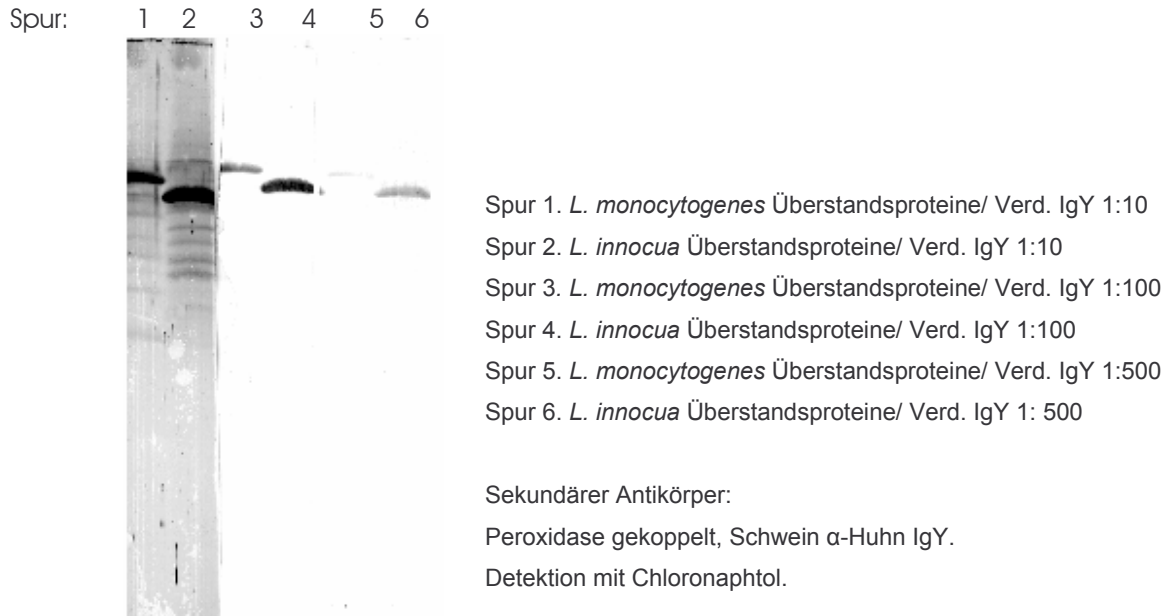 Spur: 1 2 3 4 5 6
Spur 1. L. monocytogenes Überstandsproteine/ Verd. IgY 1:10
Spur 2. L. innocua Überstandsproteine/ Verd. IgY 1:10
Spur 3. L. monocytogenes Überstandsproteine/ Verd. IgY 1:100
Spur 4. L. innocua Überstandsproteine/ Verd. IgY 1:100
Spur 5. L. monocytogenes Überstandsproteine/ Verd. IgY 1:500
Spur 6. L. innocua Überstandsproteine/ Verd. IgY 1: 500
Sekundärer Antikörper:
Peroxidase gekoppelt, Schwein α-Huhn IgY.
Detektion mit Chloronaphtol.